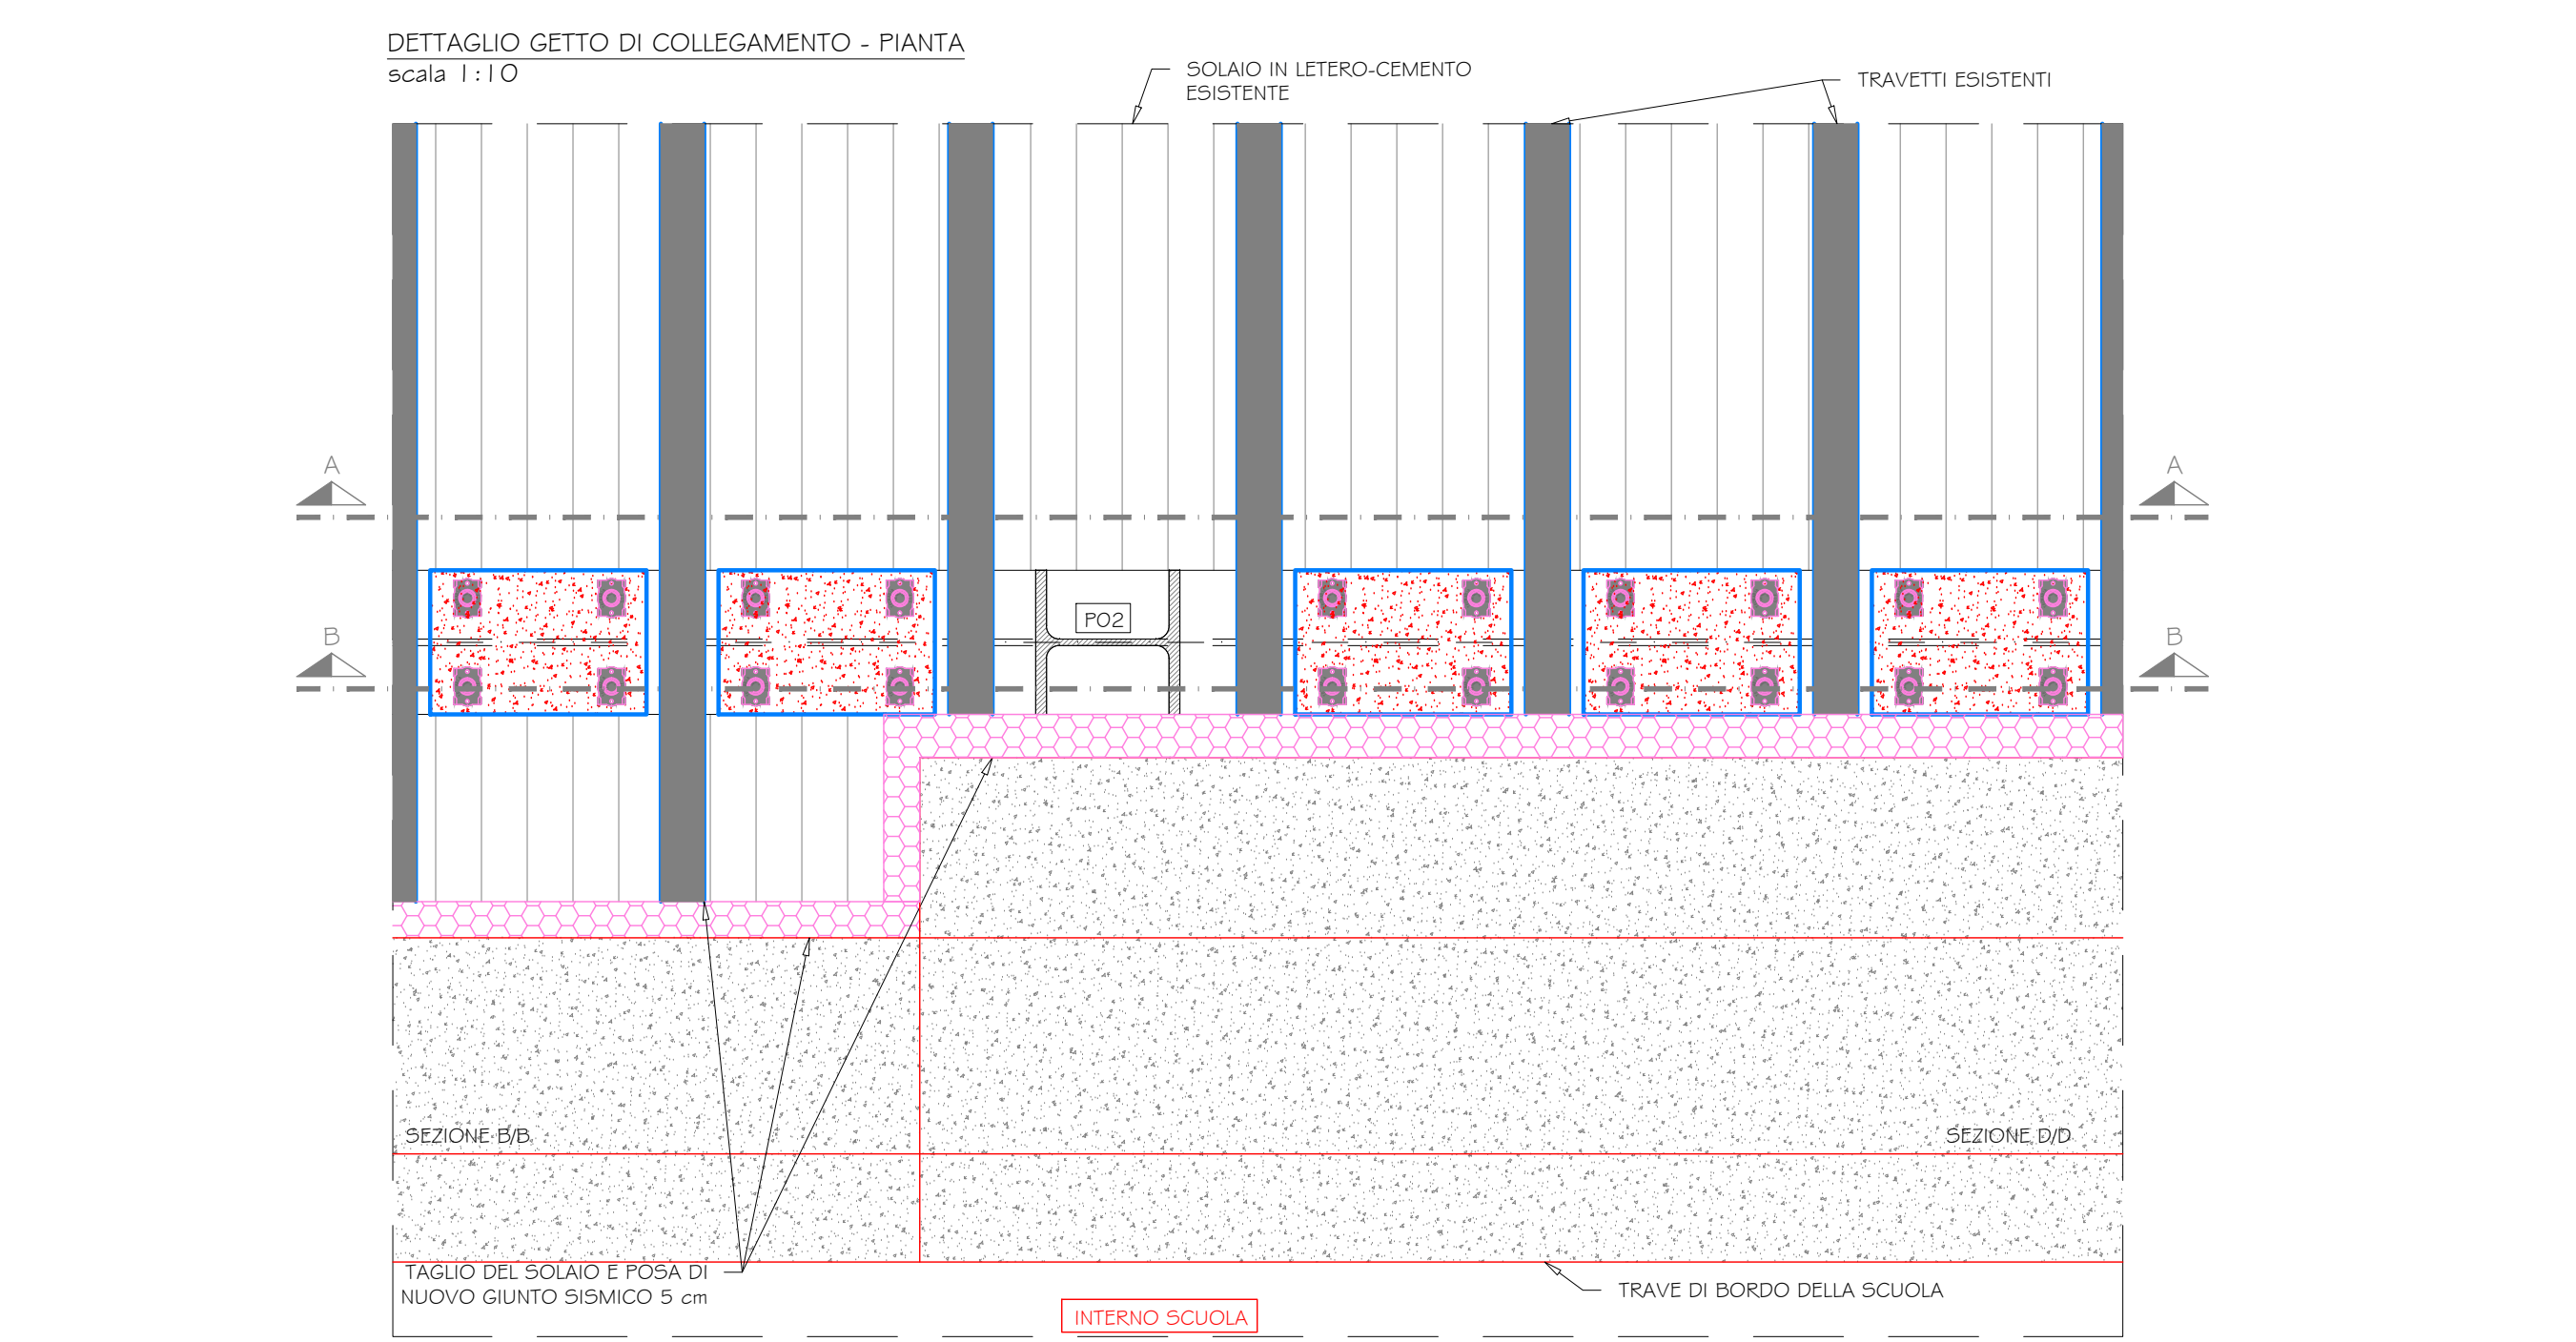 DETTAGLIO GETTO DI COLLEGAMENTO - PIANTA
scala 1:10
SOLAIO IN LETERO-CEMENTO
ESISTENTE
TRAVETTI ESISTENTI
A
A
PO2
B
B
SEZIONE B/B
SEZIONE D/D
TAGLIO DEL SOLAIO E POSA DI
NUOVO GIUNTO SISMICO 5 cm
TRAVE DI BORDO DELLA SCUOLA
INTERNO SCUOLA